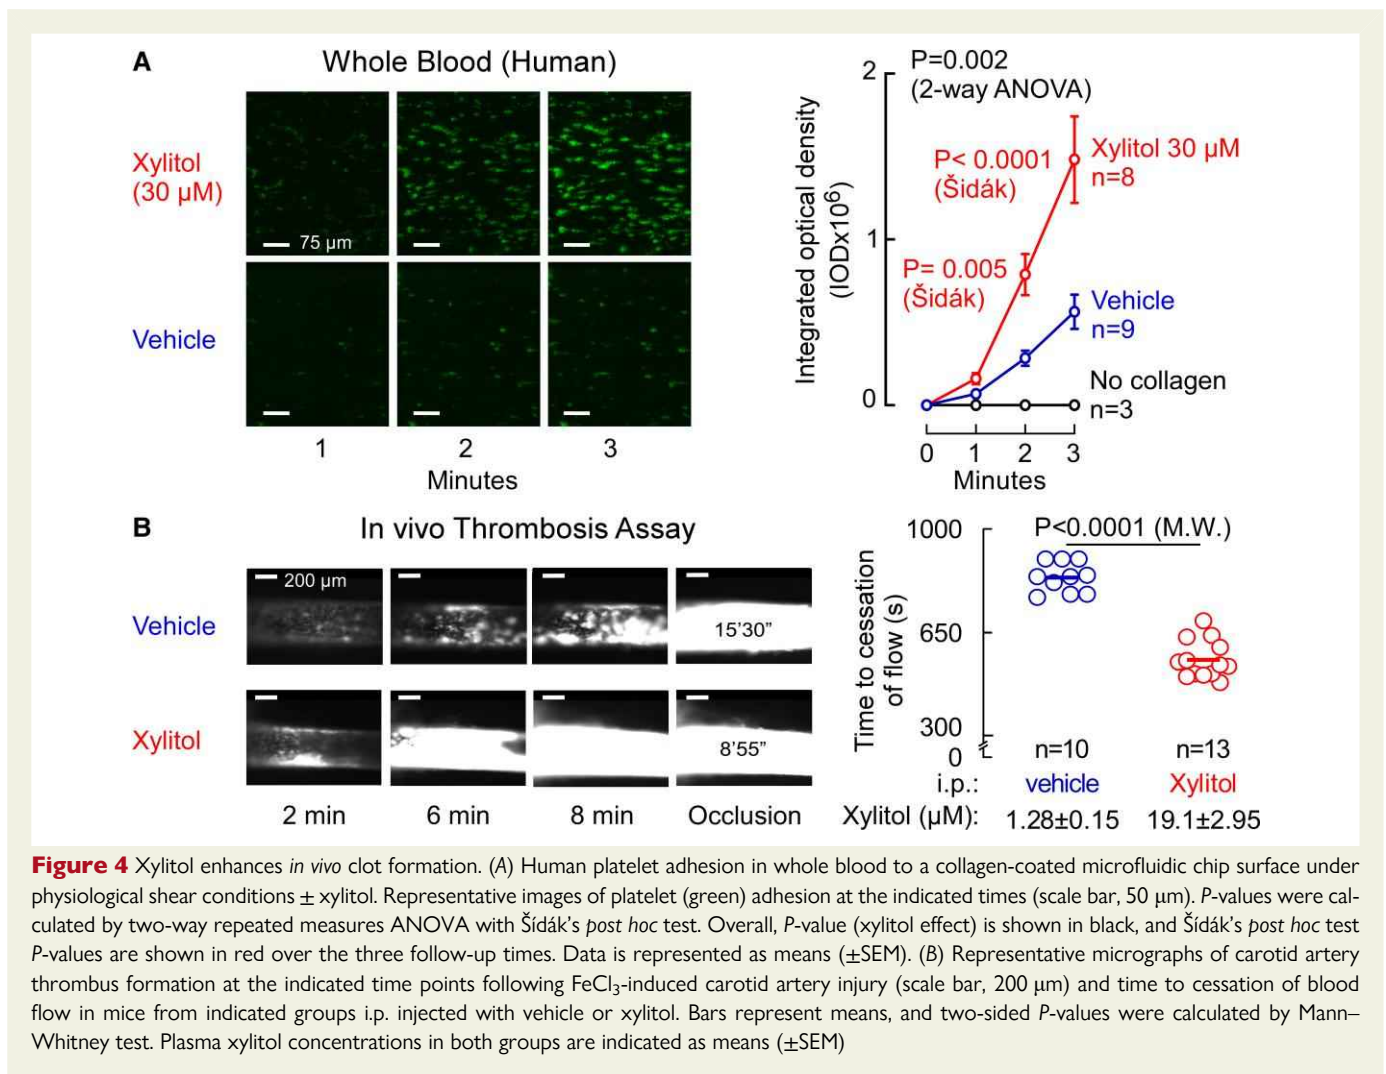 A
Whole Blood (Human)
Xylitol
(30 μM)
75 μm
Vehicle
1
2
3
Minutes
Integrated optical density
(IODx10⁶)
2
1
0
P=0.002
(2-way ANOVA)
P< 0.0001
(Šidák)
Xylitol 30 μM
n=8
P= 0.005
(Šidák)
Vehicle
n=9
No collagen
n=3
0 1 2 3
Minutes
B
In vivo Thrombosis Assay
Vehicle
200 μm
15'30”
Xylitol
8'55”
2 min
6 min
8 min
Occlusion
Time to cessation
of flow (s)
1000
650
300
0
P<0.0001 (M.W.)
n=10
n=13
i.p.:
vehicle
Xylitol
Xylitol (μM):
1.28±0.15
19.1±2.95
Figure 4 Xylitol enhances in vivo clot formation. (A) Human platelet adhesion in whole blood to a collagen-coated microfluidic chip surface under
physiological shear conditions ± xylitol. Representative images of platelet (green) adhesion at the indicated times (scale bar, 50 μm). P-values were cal-
culated by two-way repeated measures ANOVA with Šídák's post hoc test. Overall, P-value (xylitol effect) is shown in black, and Šídák's post hoc test
P-values are shown in red over the three follow-up times. Data is represented as means (±SEM). (B) Representative micrographs of carotid artery
thrombus formation at the indicated time points following FeCl₃-induced carotid artery injury (scale bar, 200 μm) and time to cessation of blood
flow in mice from indicated groups i.p. injected with vehicle or xylitol. Bars represent means, and two-sided P-values were calculated by Mann–
Whitney test. Plasma xylitol concentrations in both groups are indicated as means (±SEM)